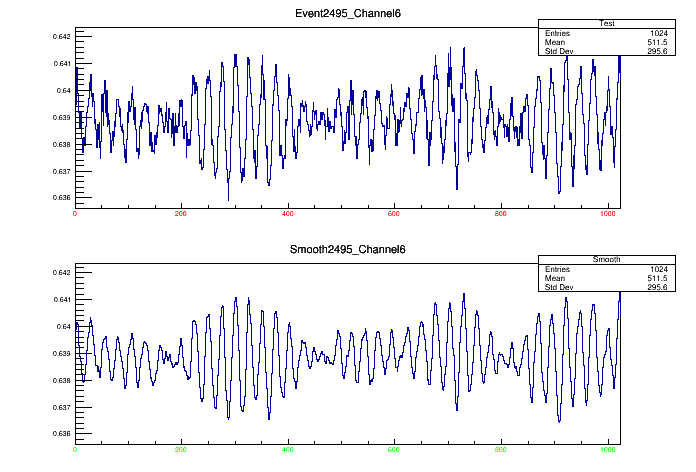 Event2495_Channel6
Test
Entries 1024
Mean 511.5
Std Dev 295.6
0.642
0.641
0.64
0.639
0.638
0.637
0.636
0 200 400 600 800 1000
Smooth2495_Channel6
Smooth
Entries 1024
Mean 511.5
Std Dev 295.6
0.642
0.641
0.64
0.639
0.638
0.637
0.636
0 200 400 600 800 1000